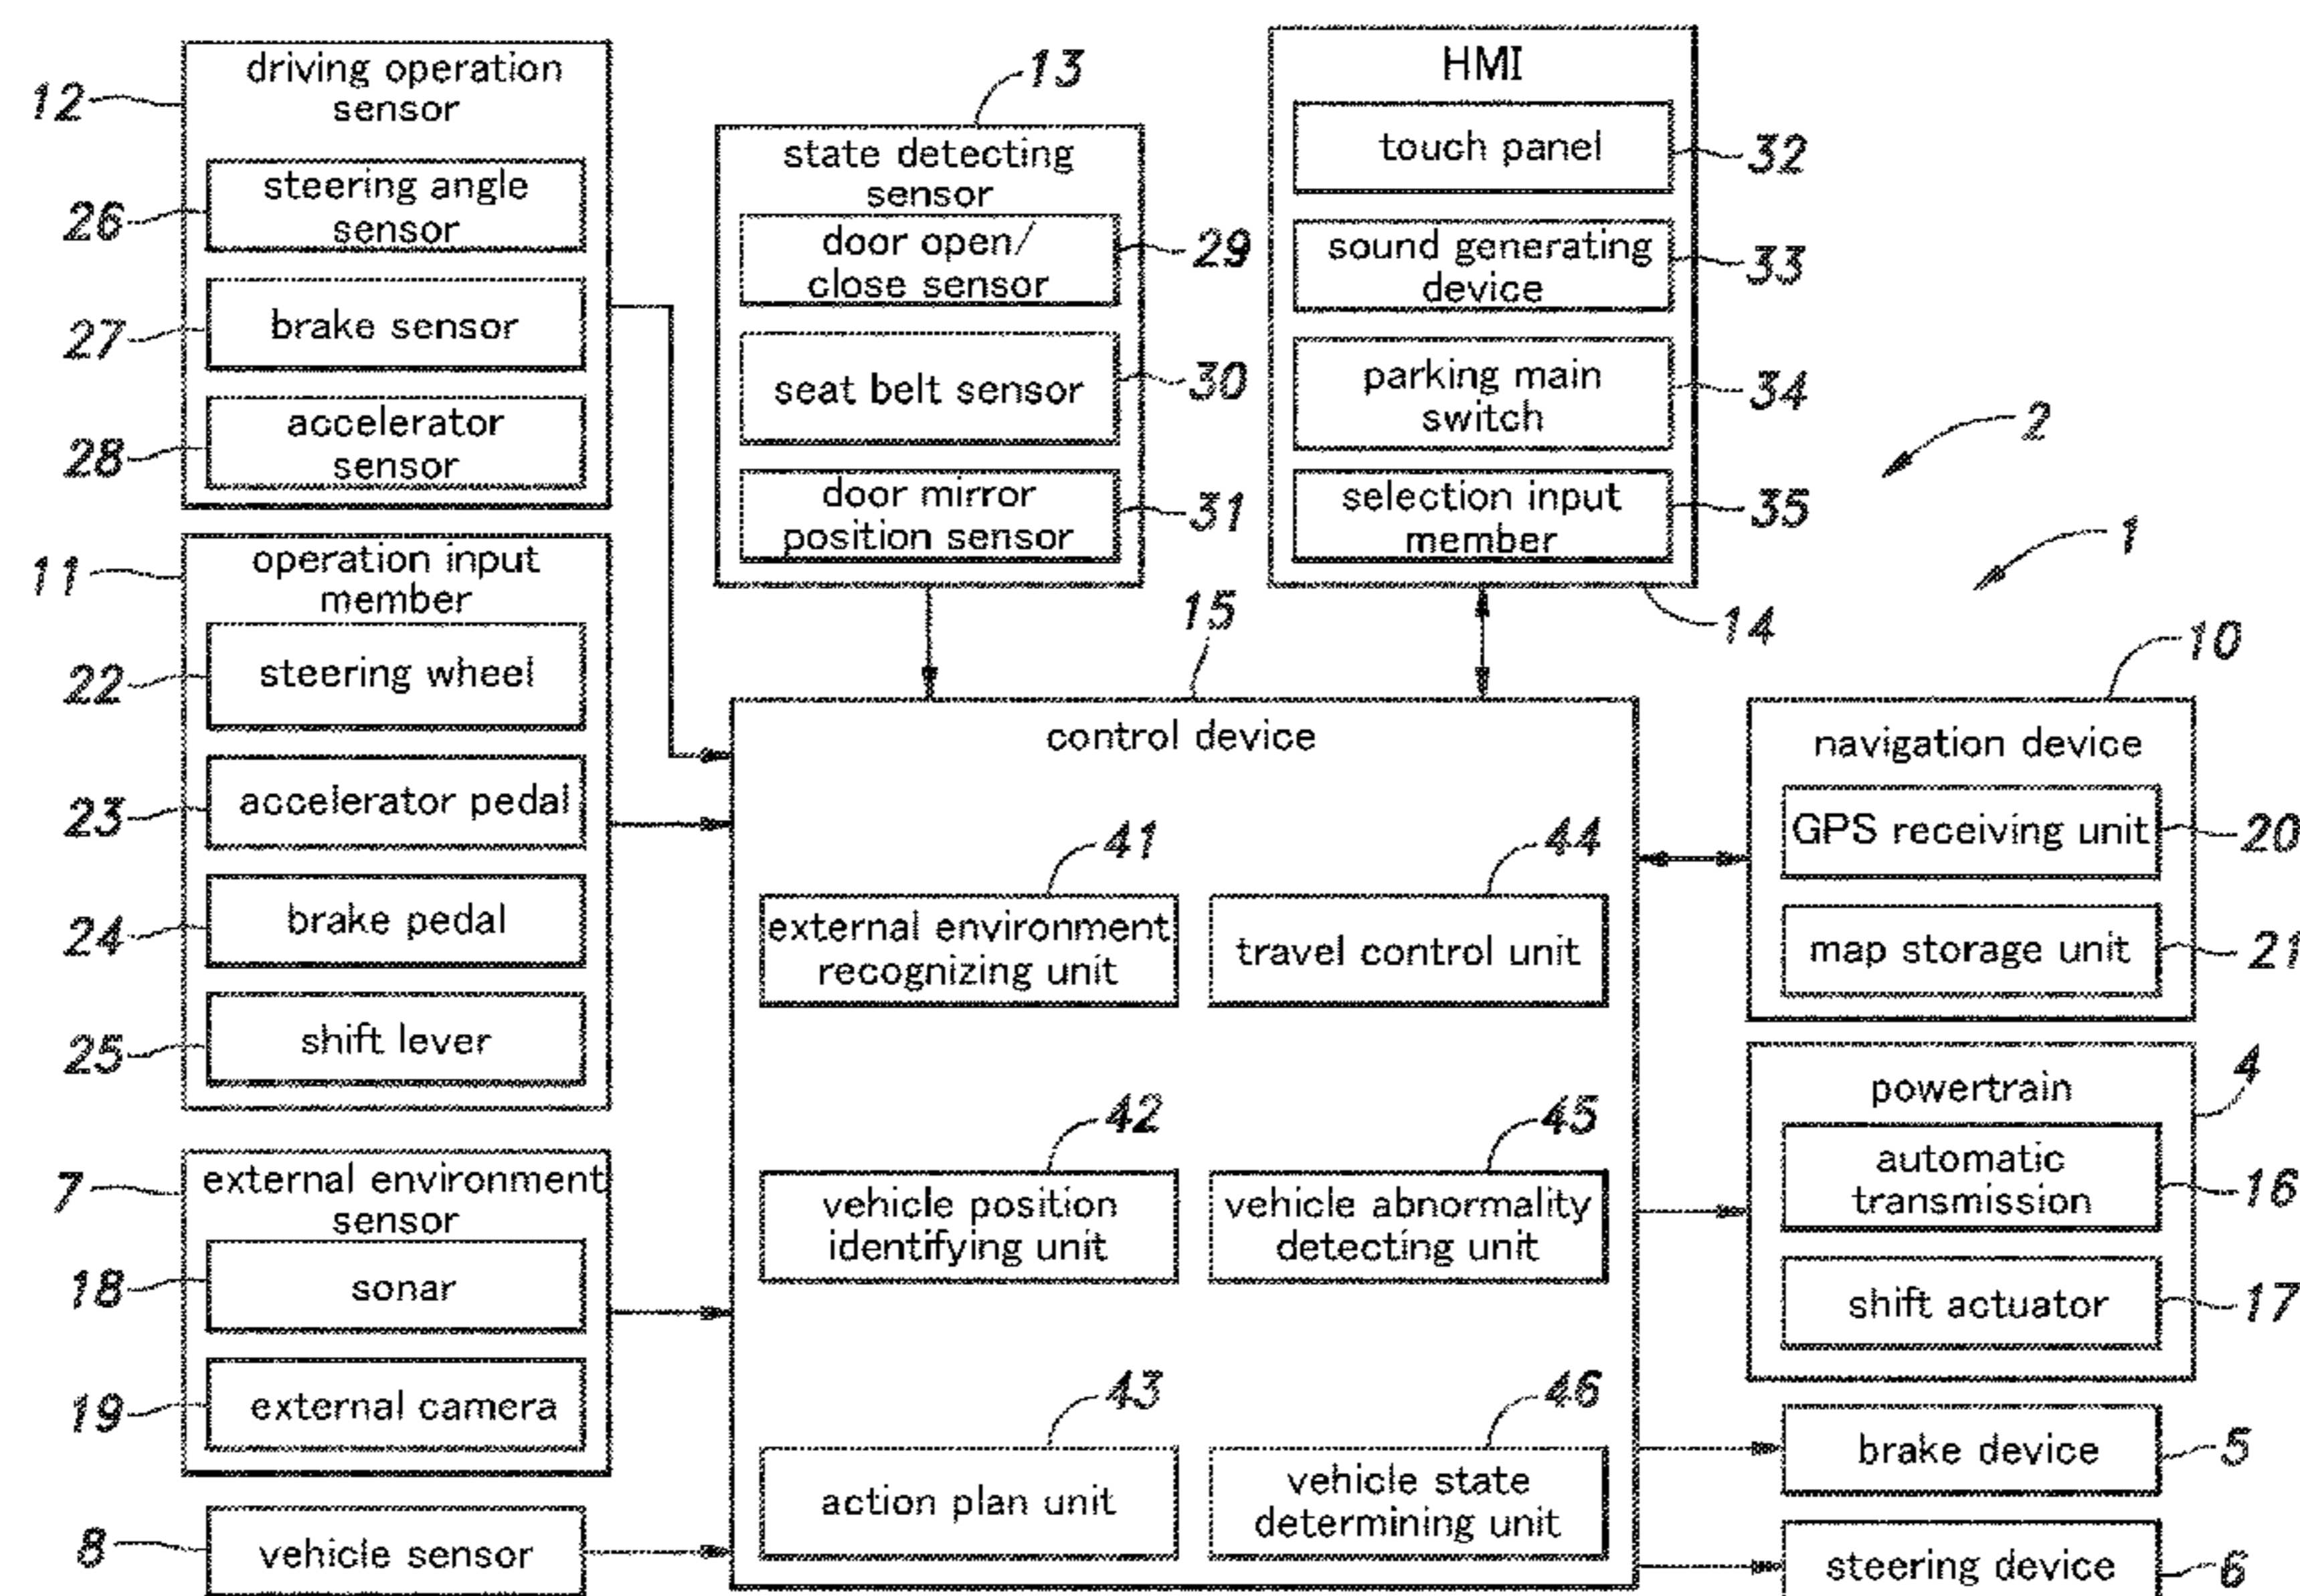 12
driving operation
sensor
26
steering angle
sensor
27
brake sensor
28
accelerator
sensor
11
operation input
member
22
steering wheel
23
accelerator pedal
24
brake pedal
25
shift lever
7
external environment
sensor
18
sonar
19
external camera
8
vehicle sensor
13
state detecting
sensor
door open/
close sensor
29
seat belt sensor
30
door mirror
position sensor
31
HMI
touch panel
32
sound generating
device
33
parking main
switch
34
selection input
member
35
14
2
1
15
control device
41
external environment
recognizing unit
44
travel control unit
42
vehicle position
identifying unit
45
vehicle abnormality
detecting unit
43
action plan unit
46
vehicle state
determining unit
10
navigation device
GPS receiving unit
20
map storage unit
21
4
powertrain
automatic
transmission
16
shift actuator
17
brake device
5
steering device
6